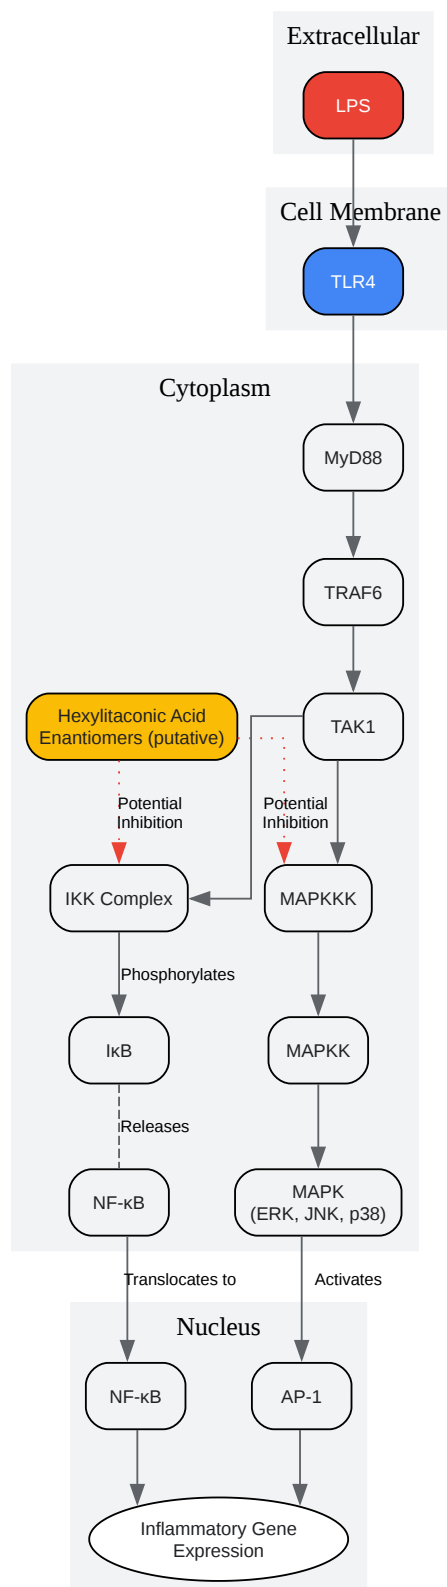 Extracellular
LPS
Cell Membrane
TLR4
Cytoplasm
MyD88
TRAF6
Hexylitaconic Acid
Enantiomers (putative)
TAK1
Potential
Inhibition
Potential
Inhibition
IKK Complex
MAPKKK
Phosphorylates
IκB
MAPKK
Releases
NF-κB
MAPK
(ERK, JNK, p38)
Translocates to
Activates
Nucleus
NF-κB
AP-1
Inflammatory Gene
Expression